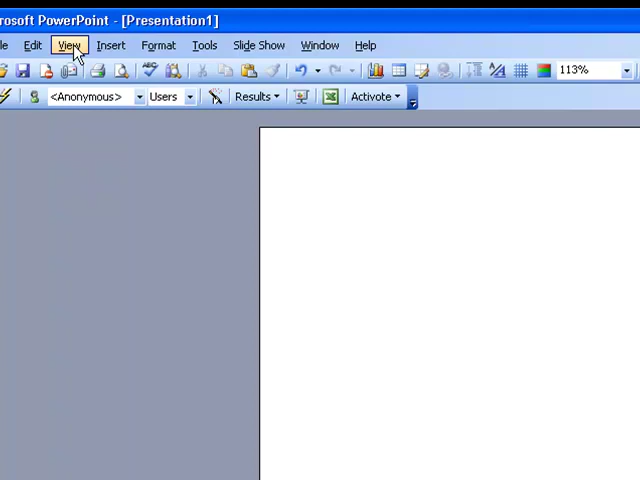 rosoft PowerPoint - [Presentation1]
le Edit View Insert Format Tools Slide Show Window Help
113%
<Anonymous> Users Results Activote